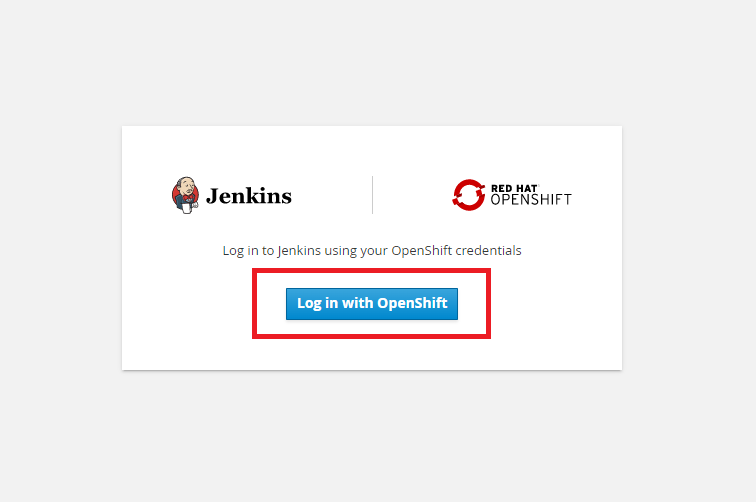 Jenkins
RED HAT
OPENSHIFT
Log in to Jenkins using your OpenShift credentials
Log in with OpenShift